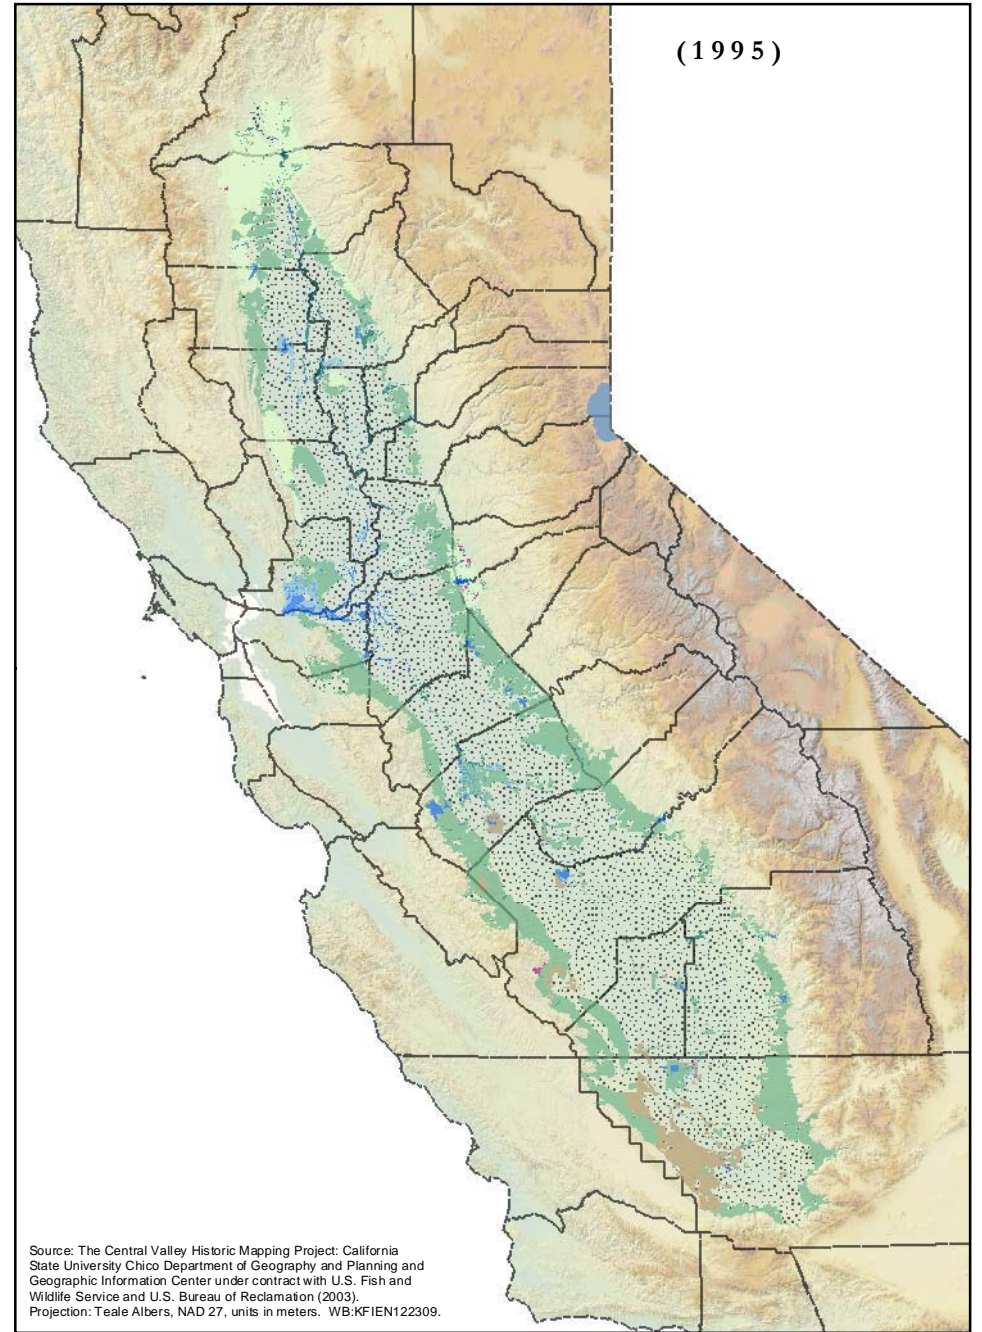 (1995)
Source: The Central Valley Historic Mapping Project: California
State University Chico Department of Geography and Planning and
Geographic Information Center under contract with U.S. Fish and
Wildlife Service and U.S. Bureau of Reclamation (2003).
Projection: Teale Albers, NAD 27, units in meters.  WB:KFIEN122309.